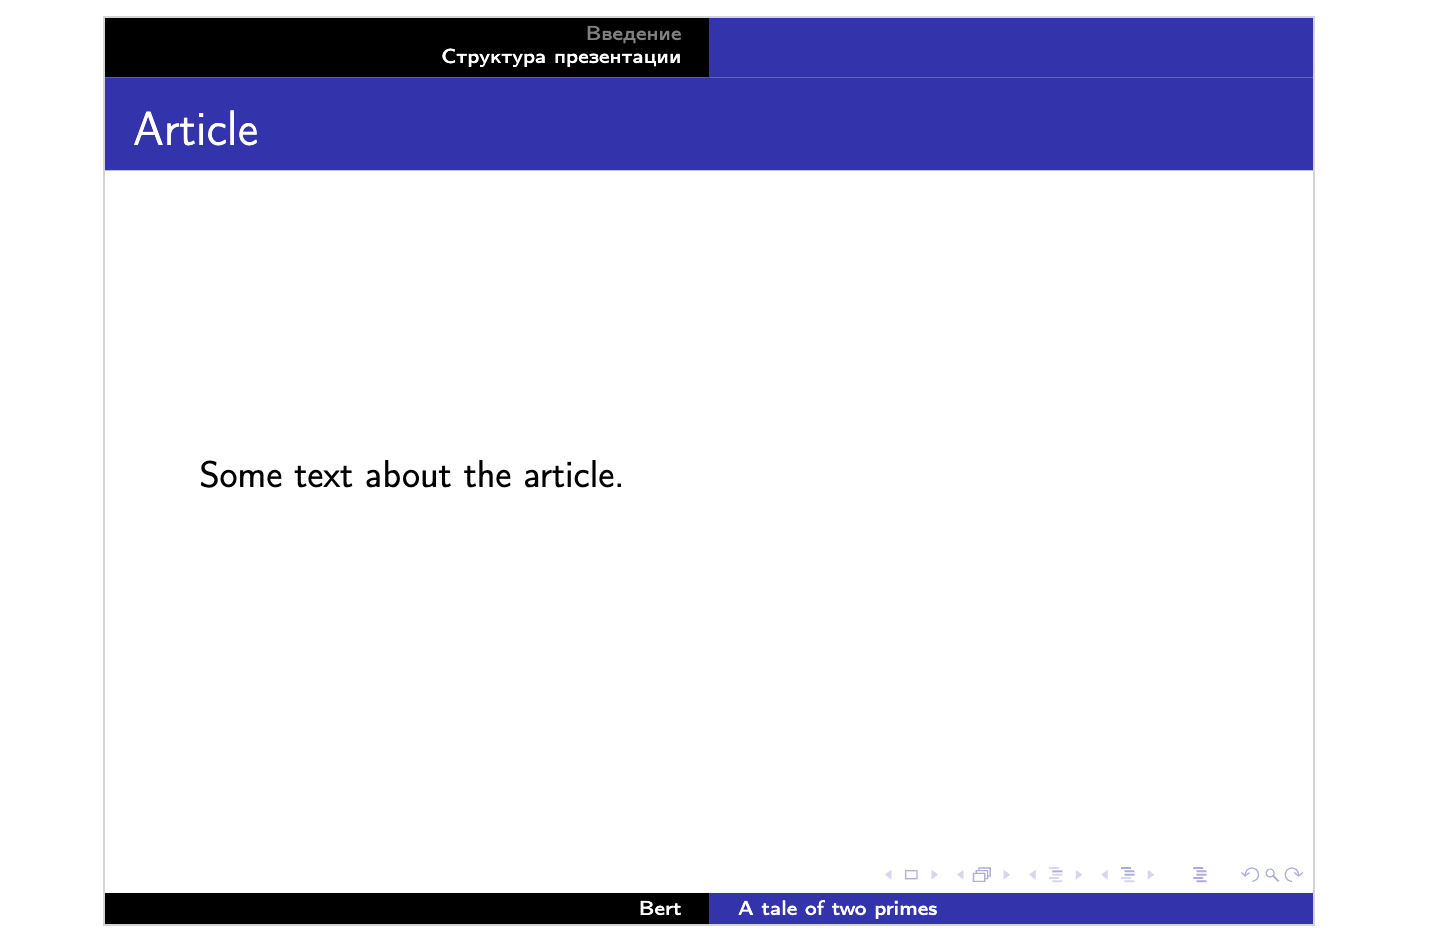 Введение
Структура презентации
Article
Some text about the article.
Bert
A tale of two primes